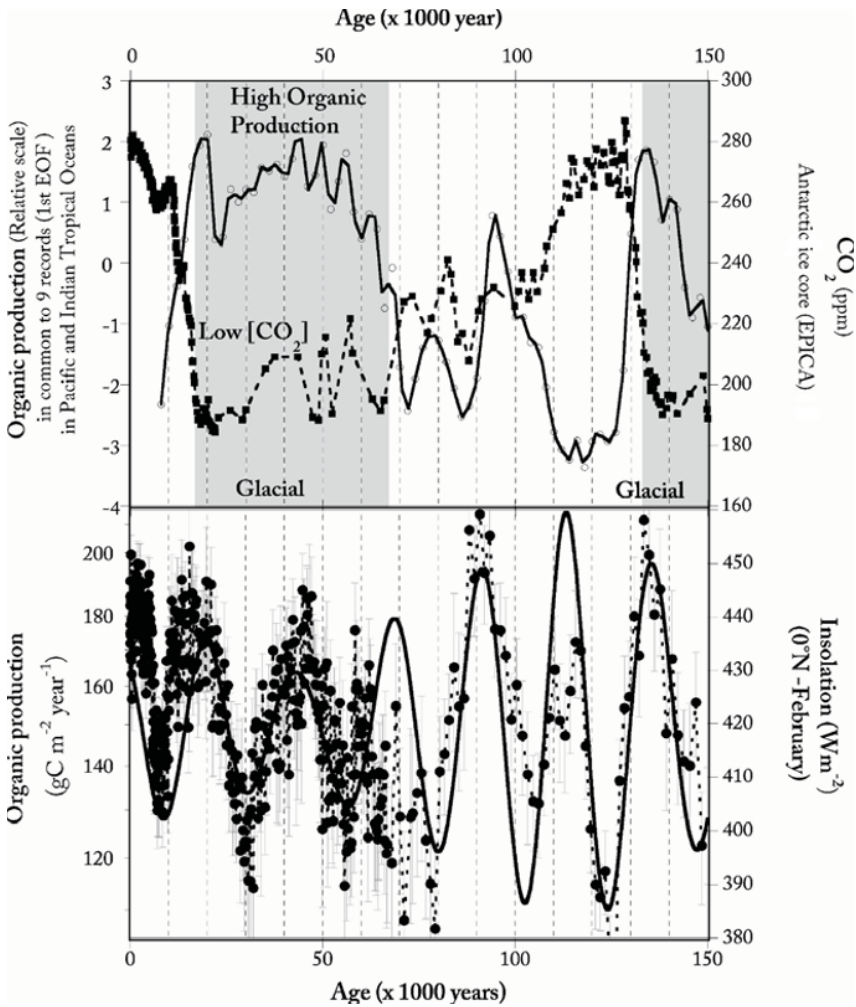 Age (x 1000 year)
0
50
100
150
3
2
1
0
-1
-2
-3
-4
300
280
260
240
220
200
180
160
Organic production (Relative scale)
in common to 9 records (1st EOF )
in Pacific and Indian Tropical Oceans
High Organic
Production
Low [CO2]
Glacial
Glacial
CO2 (ppm)
Antarctic ice core (EPICA)
200
180
160
140
120
450
440
430
420
410
400
390
380
Organic production
(gC m-2 year-1)
Insolation (Wm-2)
(0°N -February)
0
50
100
150
Age (x 1000 years)